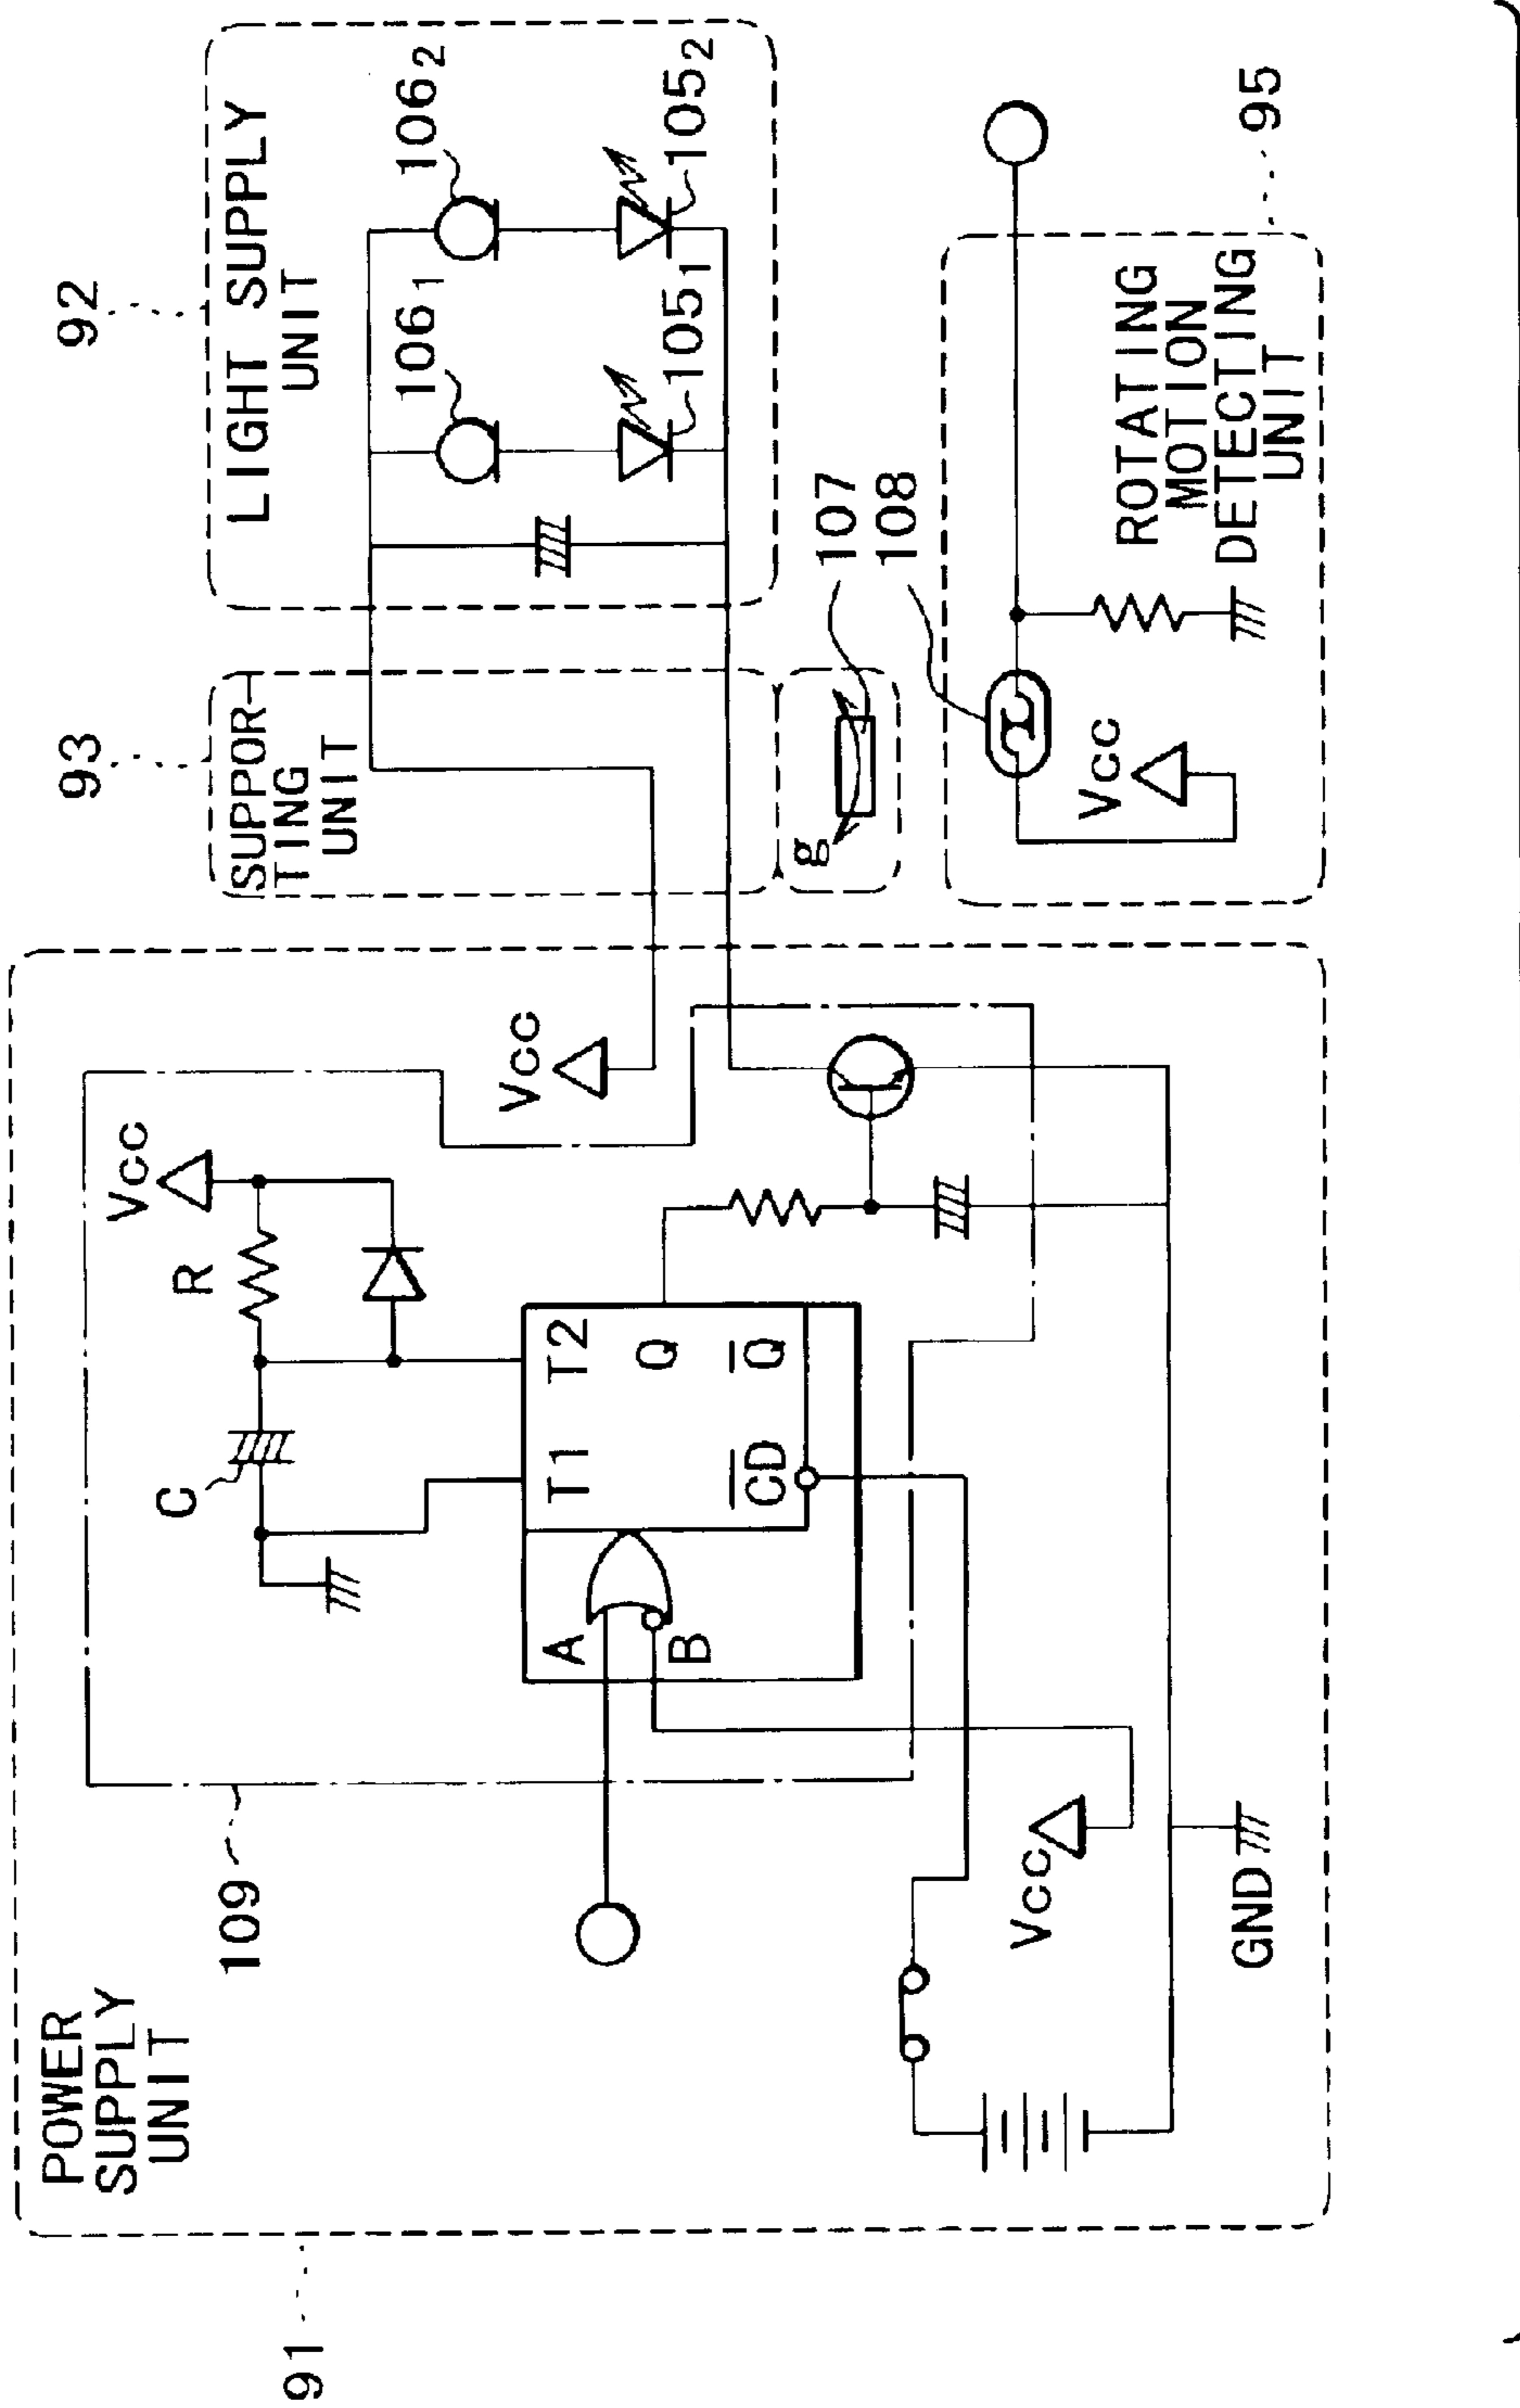 91
POWER
SUPPLY
UNIT
109
Vcc
R
C
T1
T2
Q
Q̅
C̅D̅
A
B
Vcc
Vcc
GND
93
SUPPOR-
TING
UNIT
92
LIGHT SUPPLY
UNIT
106₁
106₂
105₁
105₂
g
107
108
Vcc
ROTATING
MOTION
DETECTING
UNIT
95